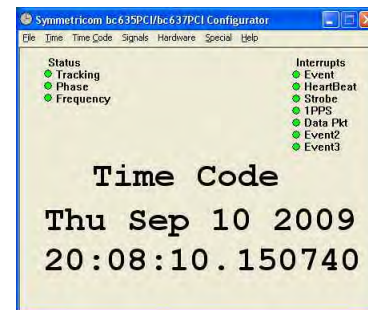 Symmetricom bc635PCI/bc637PCI Configurator
File Time Time Code Signals Hardware Special Help
Status
Tracking
Phase
Frequency
Interrupts
Event
HeartBeat
Strobe
1PPS
Data Pkt
Event2
Event3
Time Code
Thu Sep 10 2009
20:08:10.150740